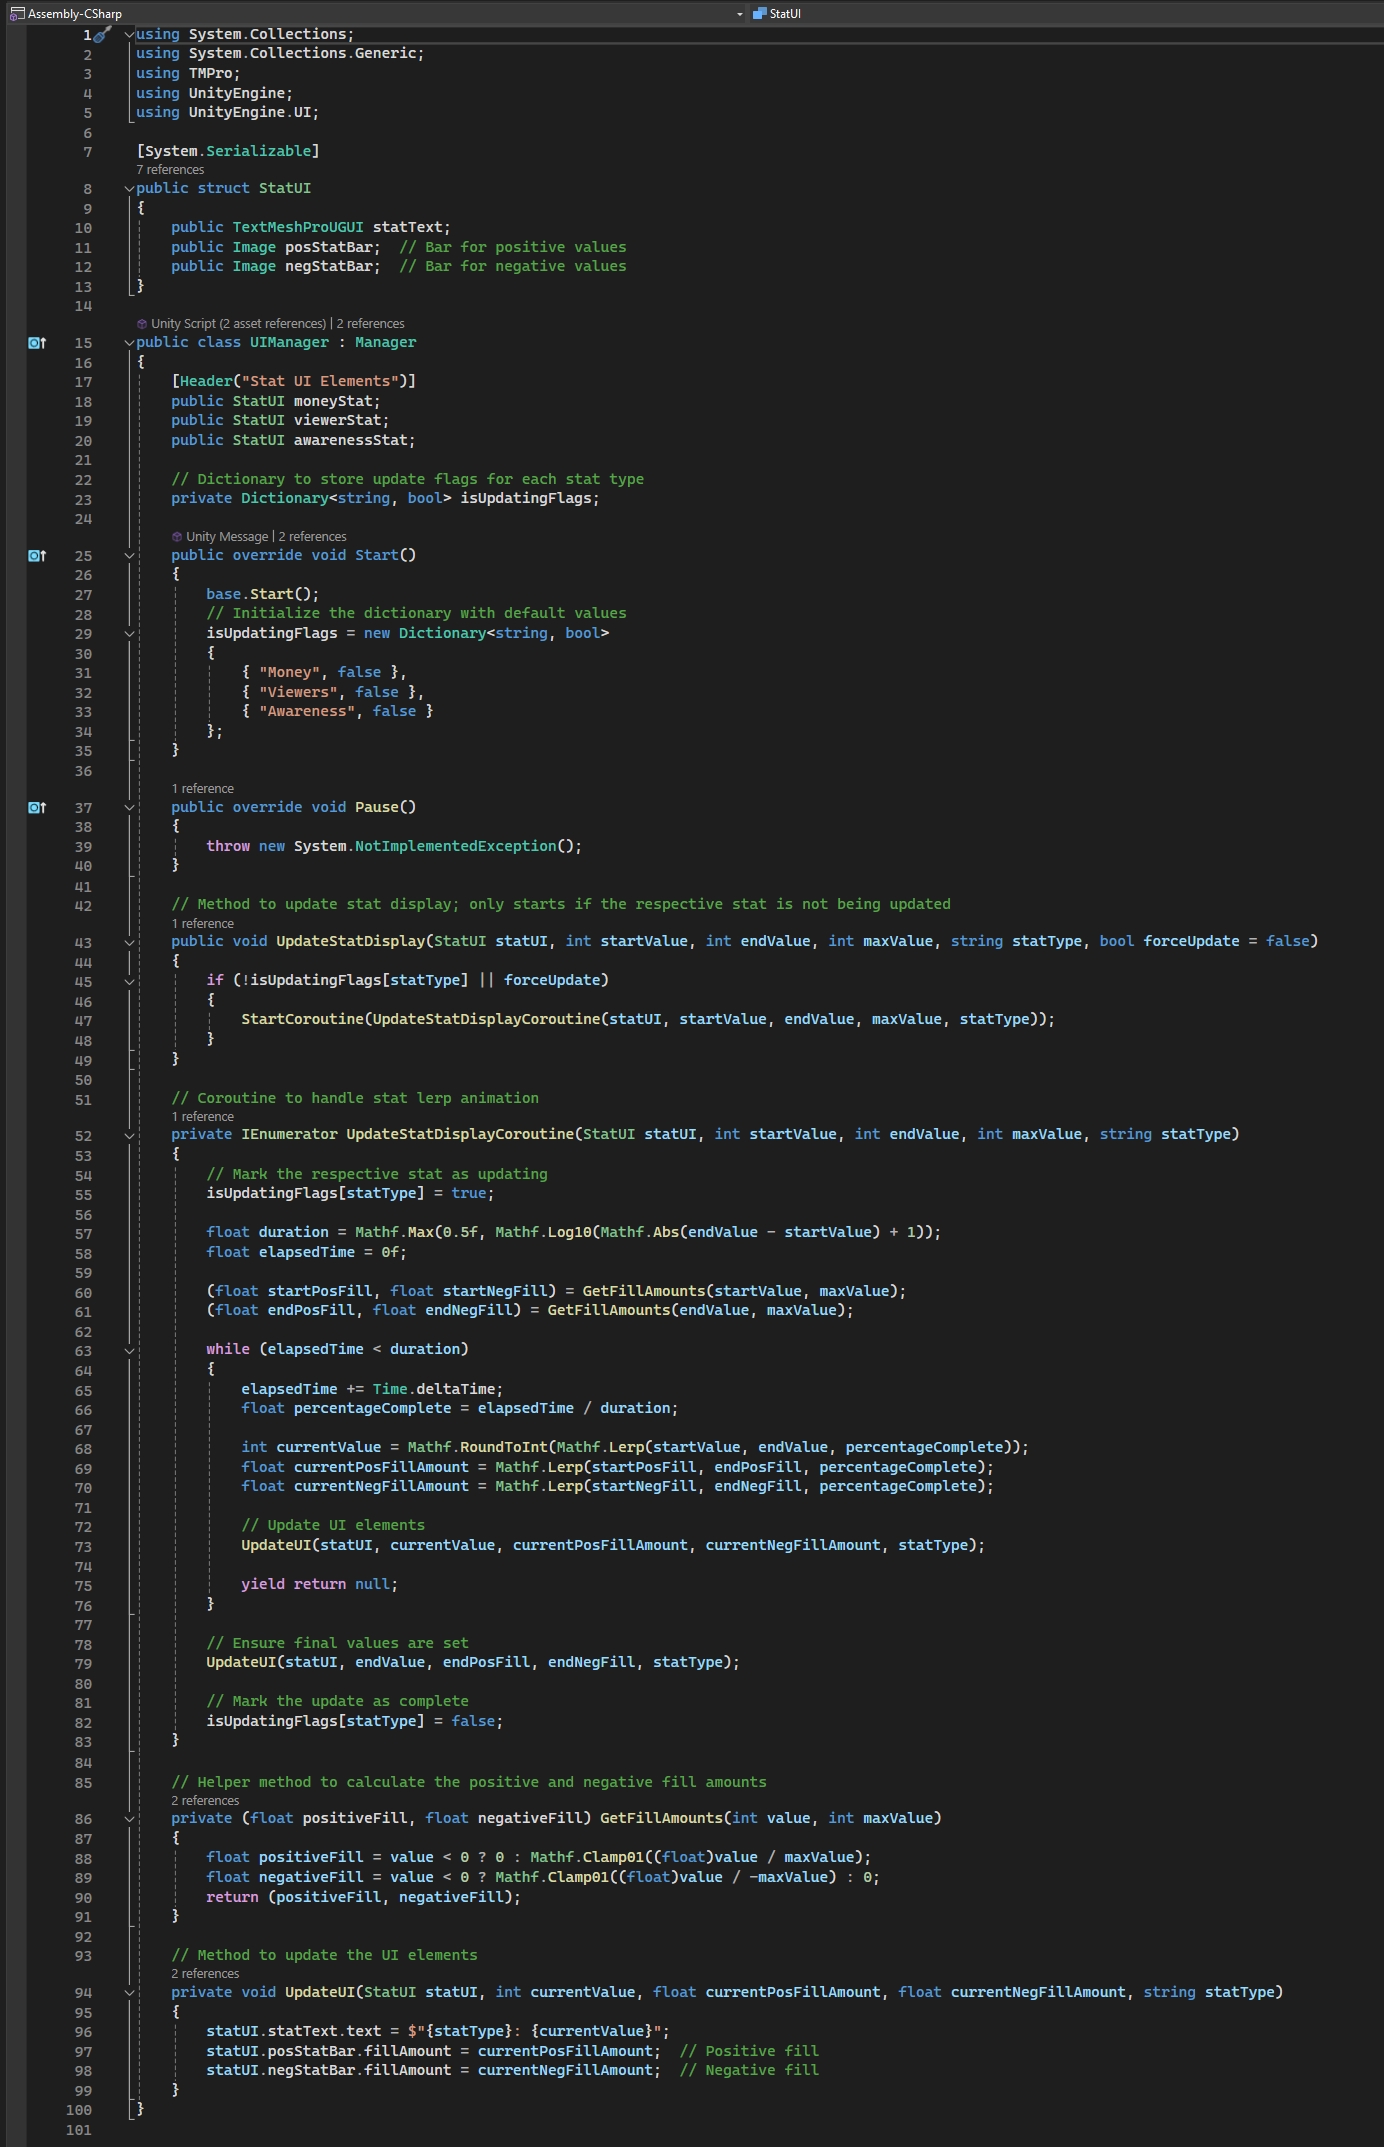 Assembly-CSharp StatUI
1 using System.Collections;
2 using System.Collections.Generic;
3 using TMPro;
4 using UnityEngine;
5 using UnityEngine.UI;
6
7 [System.Serializable]
7 references
8 public struct StatUI
9 {
10 public TextMeshProUGUI statText;
11 public Image posStatBar;  // Bar for positive values
12 public Image negStatBar;  // Bar for negative values
13 }
14
Unity Script (2 asset references) | 2 references
15 public class UIManager : Manager
16 {
17 [Header("Stat UI Elements")]
18 public StatUI moneyStat;
19 public StatUI viewerStat;
20 public StatUI awarenessStat;
21
22 // Dictionary to store update flags for each stat type
23 private Dictionary<string, bool> isUpdatingFlags;
24
Unity Message | 2 references
25 public override void Start()
26 {
27 base.Start();
28 // Initialize the dictionary with default values
29 isUpdatingFlags = new Dictionary<string, bool>
30 {
31 { "Money", false },
32 { "Viewers", false },
33 { "Awareness", false }
34 };
35 }
36
1 reference
37 public override void Pause()
38 {
39 throw new System.NotImplementedException();
40 }
41
42 // Method to update stat display; only starts if the respective stat is not being updated
1 reference
43 public void UpdateStatDisplay(StatUI statUI, int startValue, int endValue, int maxValue, string statType, bool forceUpdate = false)
44 {
45 if (!isUpdatingFlags[statType] || forceUpdate)
46 {
47 StartCoroutine(UpdateStatDisplayCoroutine(statUI, startValue, endValue, maxValue, statType));
48 }
49 }
50
51 // Coroutine to handle stat lerp animation
1 reference
52 private IEnumerator UpdateStatDisplayCoroutine(StatUI statUI, int startValue, int endValue, int maxValue, string statType)
53 {
54 // Mark the respective stat as updating
55 isUpdatingFlags[statType] = true;
56
57 float duration = Mathf.Max(0.5f, Mathf.Log10(Mathf.Abs(endValue - startValue) + 1));
58 float elapsedTime = 0f;
59
60 (float startPosFill, float startNegFill) = GetFillAmounts(startValue, maxValue);
61 (float endPosFill, float endNegFill) = GetFillAmounts(endValue, maxValue);
62
63 while (elapsedTime < duration)
64 {
65 elapsedTime += Time.deltaTime;
66 float percentageComplete = elapsedTime / duration;
67
68 int currentValue = Mathf.RoundToInt(Mathf.Lerp(startValue, endValue, percentageComplete));
69 float currentPosFillAmount = Mathf.Lerp(startPosFill, endPosFill, percentageComplete);
70 float currentNegFillAmount = Mathf.Lerp(startNegFill, endNegFill, percentageComplete);
71
72 // Update UI elements
73 UpdateUI(statUI, currentValue, currentPosFillAmount, currentNegFillAmount, statType);
74
75 yield return null;
76 }
77
78 // Ensure final values are set
79 UpdateUI(statUI, endValue, endPosFill, endNegFill, statType);
80
81 // Mark the update as complete
82 isUpdatingFlags[statType] = false;
83 }
84
85 // Helper method to calculate the positive and negative fill amounts
2 references
86 private (float positiveFill, float negativeFill) GetFillAmounts(int value, int maxValue)
87 {
88 float positiveFill = value < 0 ? 0 : Mathf.Clamp01((float)value / maxValue);
89 float negativeFill = value < 0 ? Mathf.Clamp01((float)value / -maxValue) : 0;
90 return (positiveFill, negativeFill);
91 }
92
93 // Method to update the UI elements
2 references
94 private void UpdateUI(StatUI statUI, int currentValue, float currentPosFillAmount, float currentNegFillAmount, string statType)
95 {
96 statUI.statText.text = $"{statType}: {currentValue}";
97 statUI.posStatBar.fillAmount = currentPosFillAmount;  // Positive fill
98 statUI.negStatBar.fillAmount = currentNegFillAmount;  // Negative fill
99 }
100 }
101